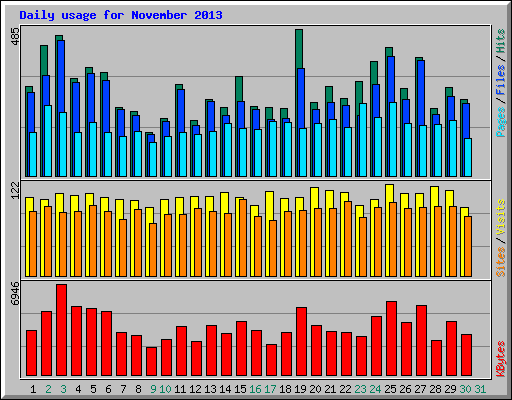 Daily usage for November 2013
485
Pages / Files / Hits
122
Sites / Visits
6946
KBytes
1 2 3 4 5 6 7 8 9 10 11 12 13 14 15 16 17 18 19 20 21 22 23 24 25 26 27 28 29 30 31